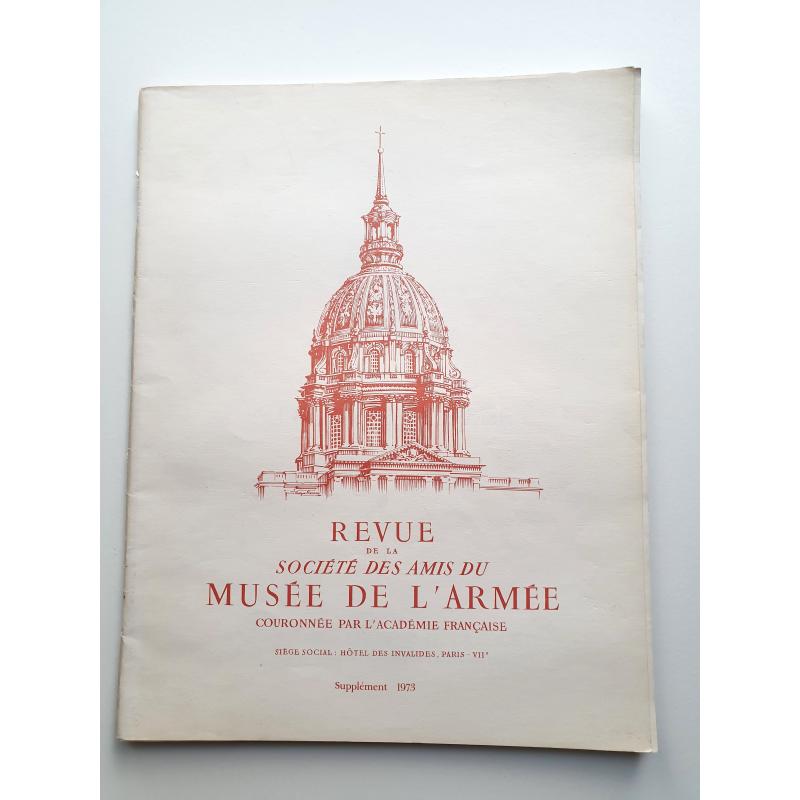 REVUE
DE LA
SOCIÉTÉ DES AMIS DU
MUSÉE DE L'ARMÉE
COURONNÉE PAR L'ACADÉMIE FRANÇAISE
SIÈGE SOCIAL : HÔTEL DES INVALIDES, PARIS - VIIe
Supplément 1973